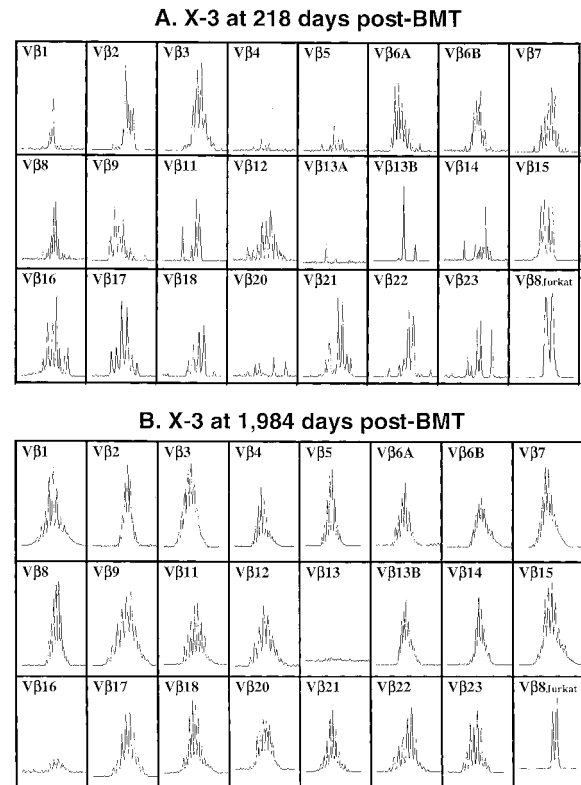 A. X-3 at 218 days post-BMT
Vβ1 Vβ2 Vβ3 Vβ4 Vβ5 Vβ6A Vβ6B Vβ7
Vβ8 Vβ9 Vβ11 Vβ12 Vβ13A Vβ13B Vβ14 Vβ15
Vβ16 Vβ17 Vβ18 Vβ20 Vβ21 Vβ22 Vβ23 Vβ8Jurkat
B. X-3 at 1,984 days post-BMT
Vβ1 Vβ2 Vβ3 Vβ4 Vβ5 Vβ6A Vβ6B Vβ7
Vβ8 Vβ9 Vβ11 Vβ12 Vβ13 Vβ13B Vβ14 Vβ15
Vβ16 Vβ17 Vβ18 Vβ20 Vβ21 Vβ22 Vβ23 Vβ8Jurkat